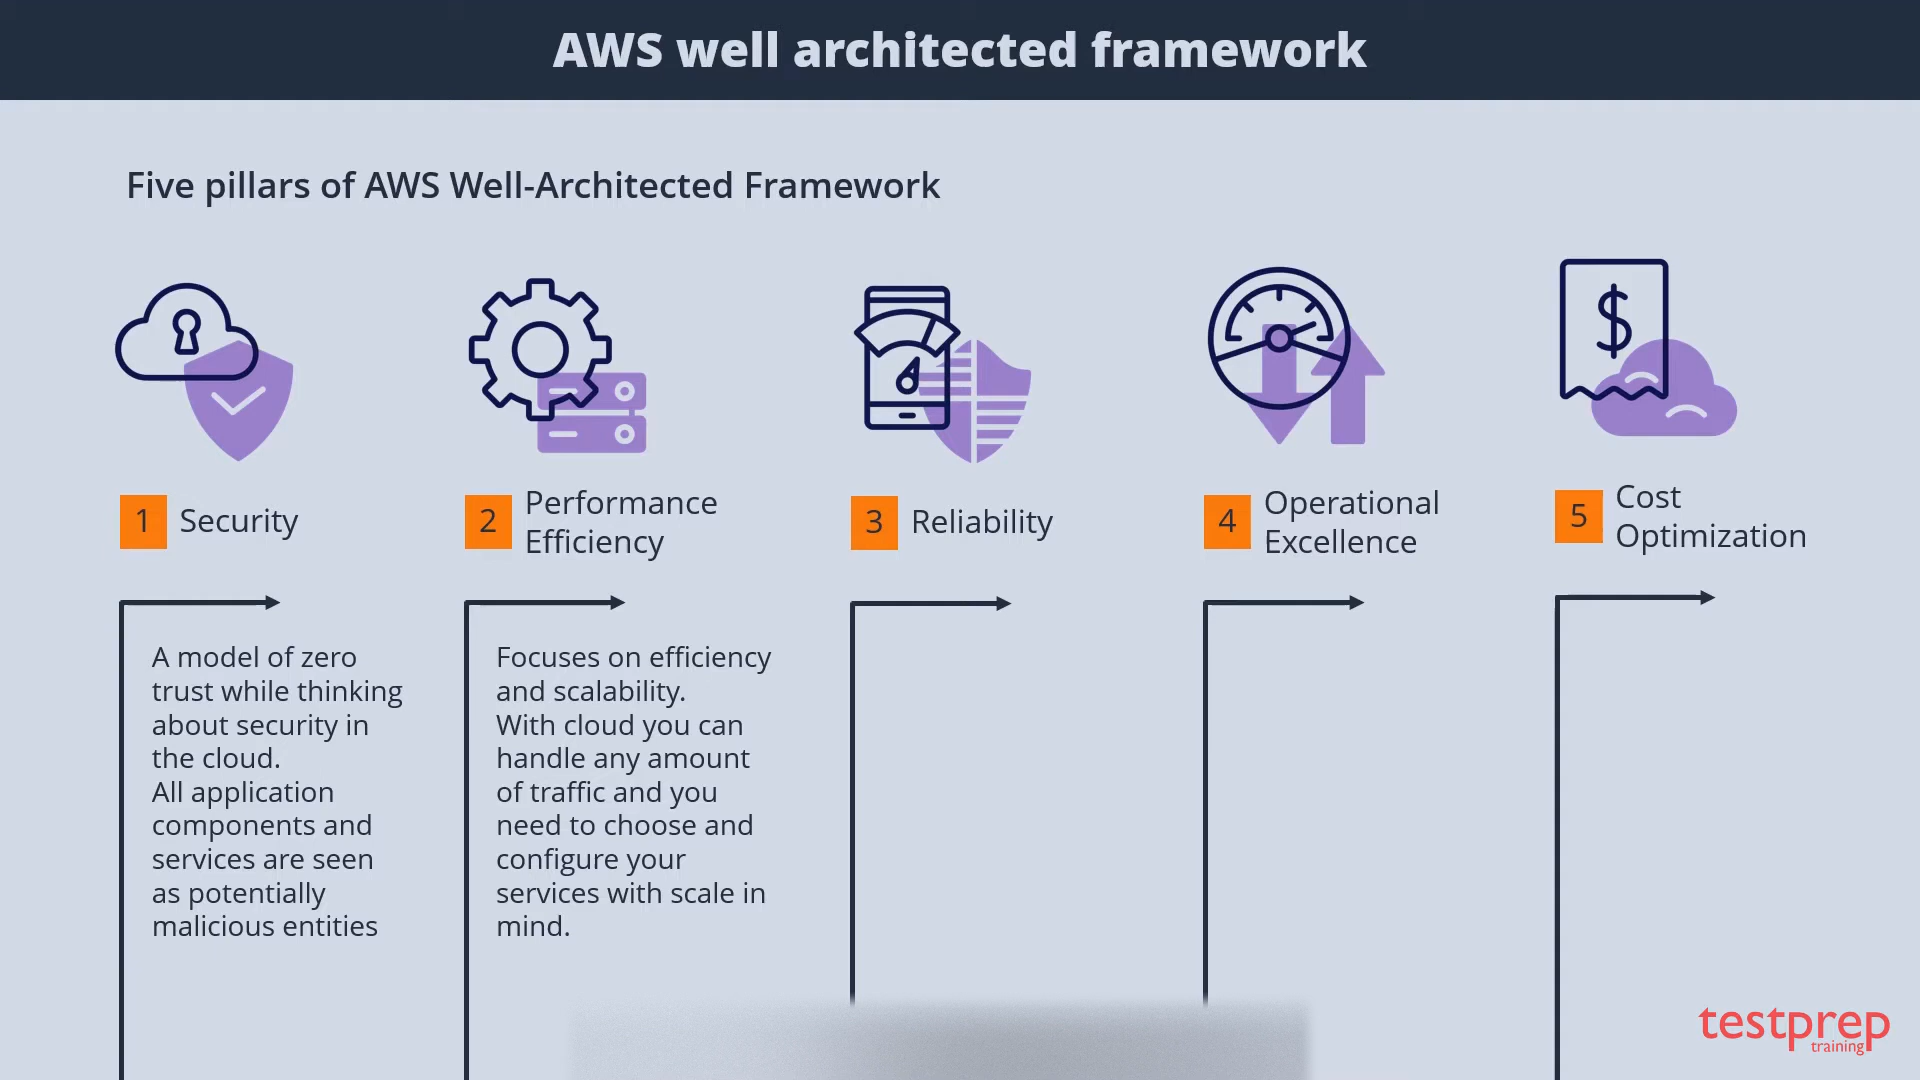 AWS well architected framework
Five pillars of AWS Well-Architected Framework
$
1 Security
2 Performance
Efficiency
3 Reliability
4 Operational
Excellence
5 Cost
Optimization
A model of zero
trust while thinking
about security in
the cloud.
All application
components and
services are seen
as potentially
malicious entities
Focuses on efficiency
and scalability.
With cloud you can
handle any amount
of traffic and you
need to choose and
configure your
services with scale in
mind.
testprep
training